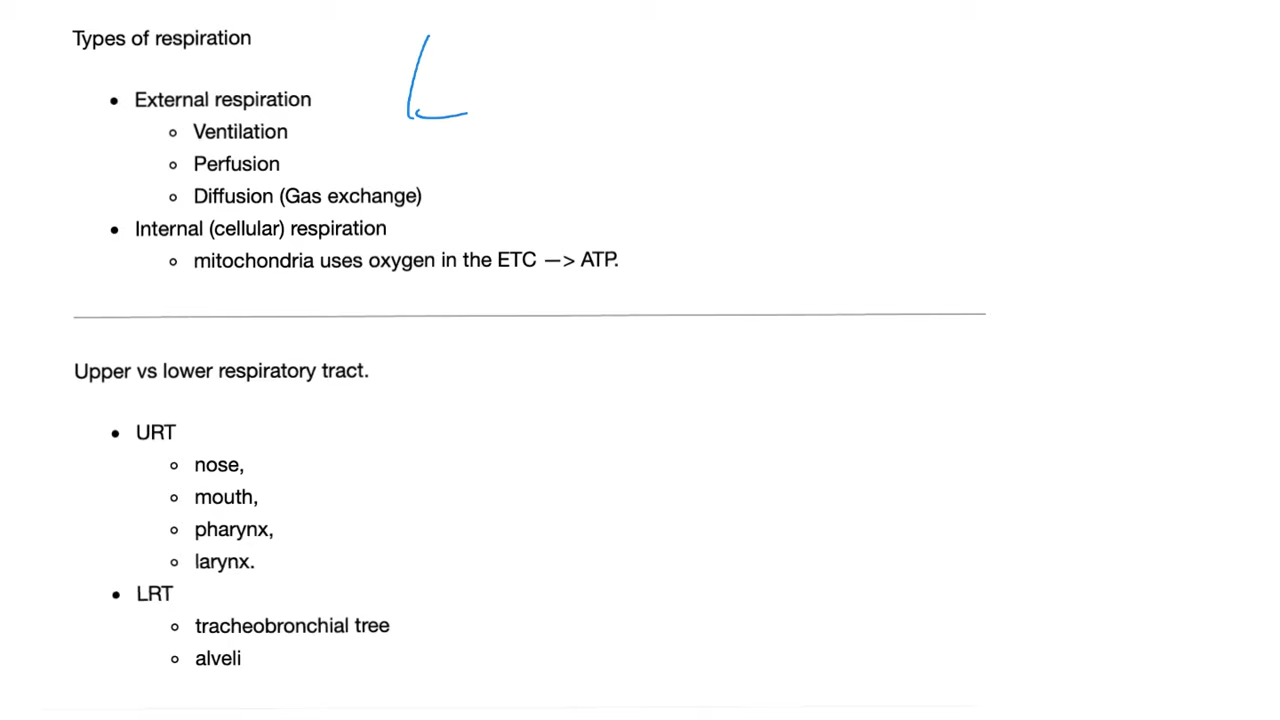 Types of respiration
• External respiration
◦ Ventilation
◦ Perfusion
◦ Diffusion (Gas exchange)
• Internal (cellular) respiration
◦ mitochondria uses oxygen in the ETC —> ATP.
Upper vs lower respiratory tract.
• URT
◦ nose,
◦ mouth,
◦ pharynx,
◦ larynx.
• LRT
◦ tracheobronchial tree
◦ alveli